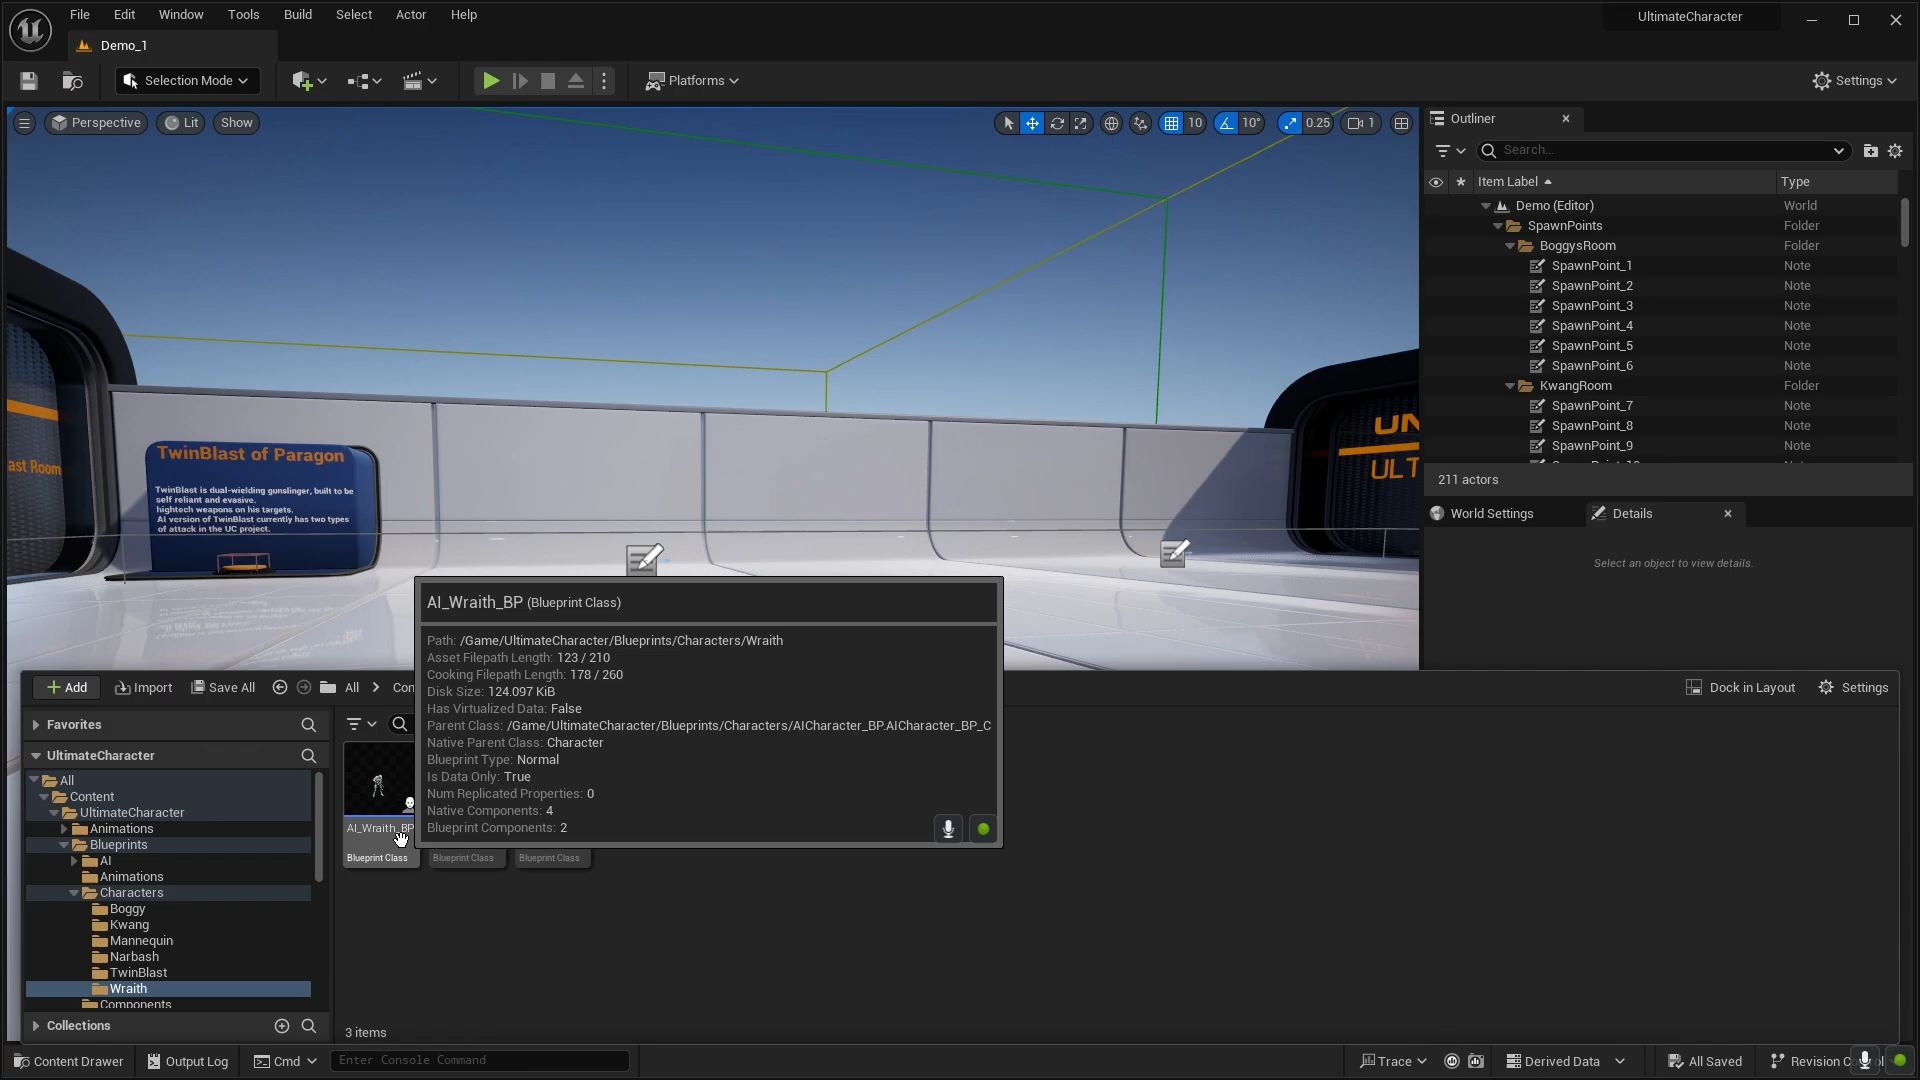 File Edit Window Tools Build Select Actor Help
UltimateCharacter
Demo_1
Selection Mode
Platforms
Settings
Perspective
Lit
Show
10
10°
0.25
1
Outliner
Search...
Item Label
Type
Demo (Editor) World
SpawnPoints Folder
BoggysRoom Folder
SpawnPoint_1 Note
SpawnPoint_2 Note
SpawnPoint_3 Note
SpawnPoint_4 Note
SpawnPoint_5 Note
SpawnPoint_6 Note
KwangRoom Folder
SpawnPoint_7 Note
SpawnPoint_8 Note
SpawnPoint_9 Note
211 actors
World Settings
Details
Select an object to view details.
ast Room
TwinBlast of Paragon
TwinBlast is dual-wielding gunslinger, built to be
self reliant and evasive.
hightech weapons on his targets.
AI version of TwinBlast currently has two types
of attack in the UC project.
UN
ULT
AI_Wraith_BP (Blueprint Class)
Path: /Game/UltimateCharacter/Blueprints/Characters/Wraith
Asset Filepath Length: 123 / 210
Cooking Filepath Length: 178 / 260
Disk Size: 124.097 KiB
Has Virtualized Data: False
Parent Class: /Game/UltimateCharacter/Blueprints/Characters/AICharacter_BP.AICharacter_BP_C
Native Parent Class: Character
Blueprint Type: Normal
Is Data Only: True
Num Replicated Properties: 0
Native Components: 4
Blueprint Components: 2
Add
Import
Save All
All
Con
Dock in Layout
Settings
Favorites
UltimateCharacter
All
Content
UltimateCharacter
Animations
Blueprints
AI
Animations
Characters
Boggy
Kwang
Mannequin
Narbash
TwinBlast
Wraith
Components
Collections
AI_Wraith_BP
Blueprint Class
Blueprint Class
Blueprint Class
3 items
Content Drawer
Output Log
Cmd
Enter Console Command
Trace
Derived Data
All Saved
Revision